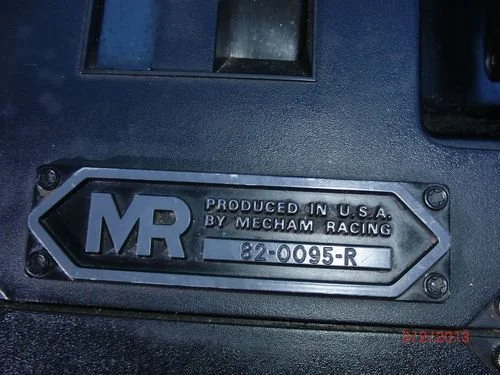 MR
PRODUCED IN U.S.A.
BY MECHAM RACING
82-0095-R